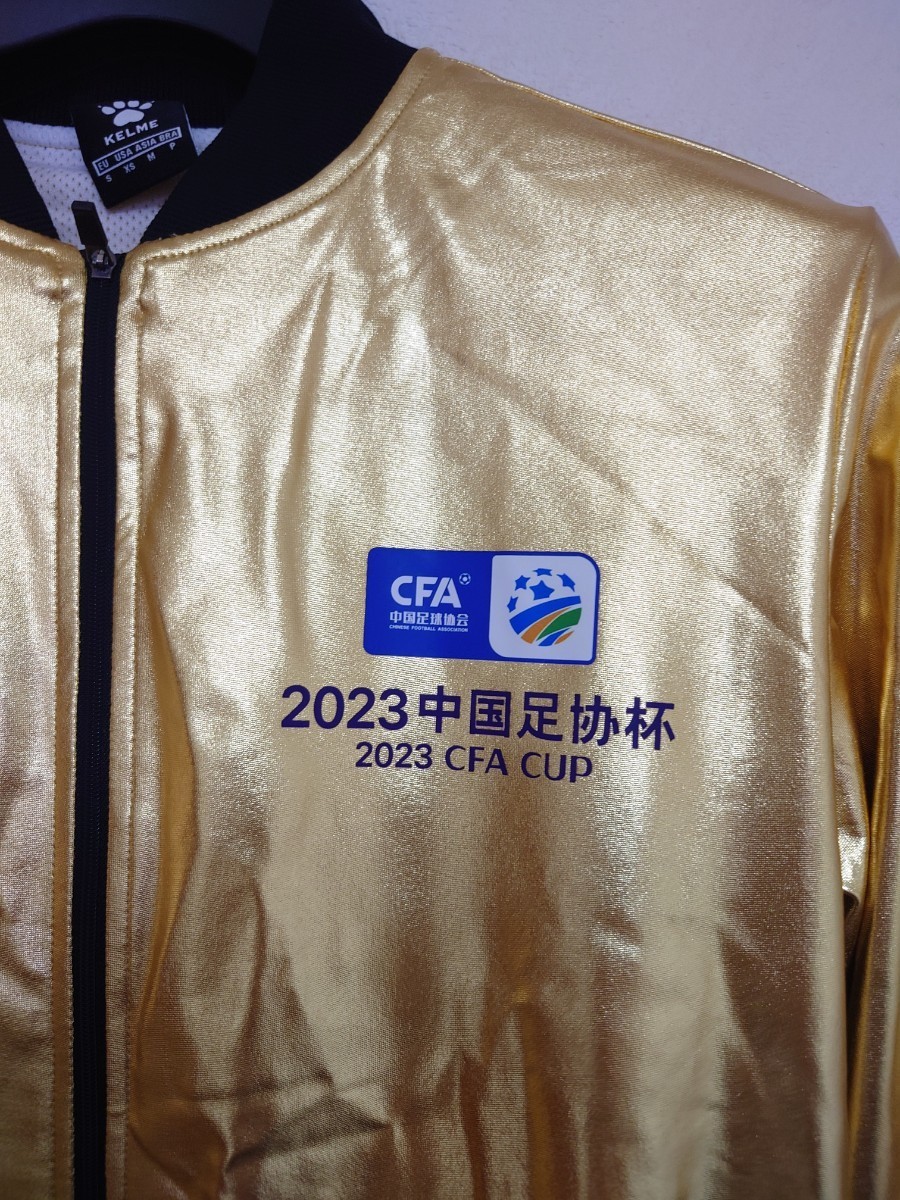 KELME
EU USA ASIA BRA
S XS M P
CFA
中国足球协会
CHINESE FOOTBALL ASSOCIATION
2023中国足协杯
2023 CFA CUP